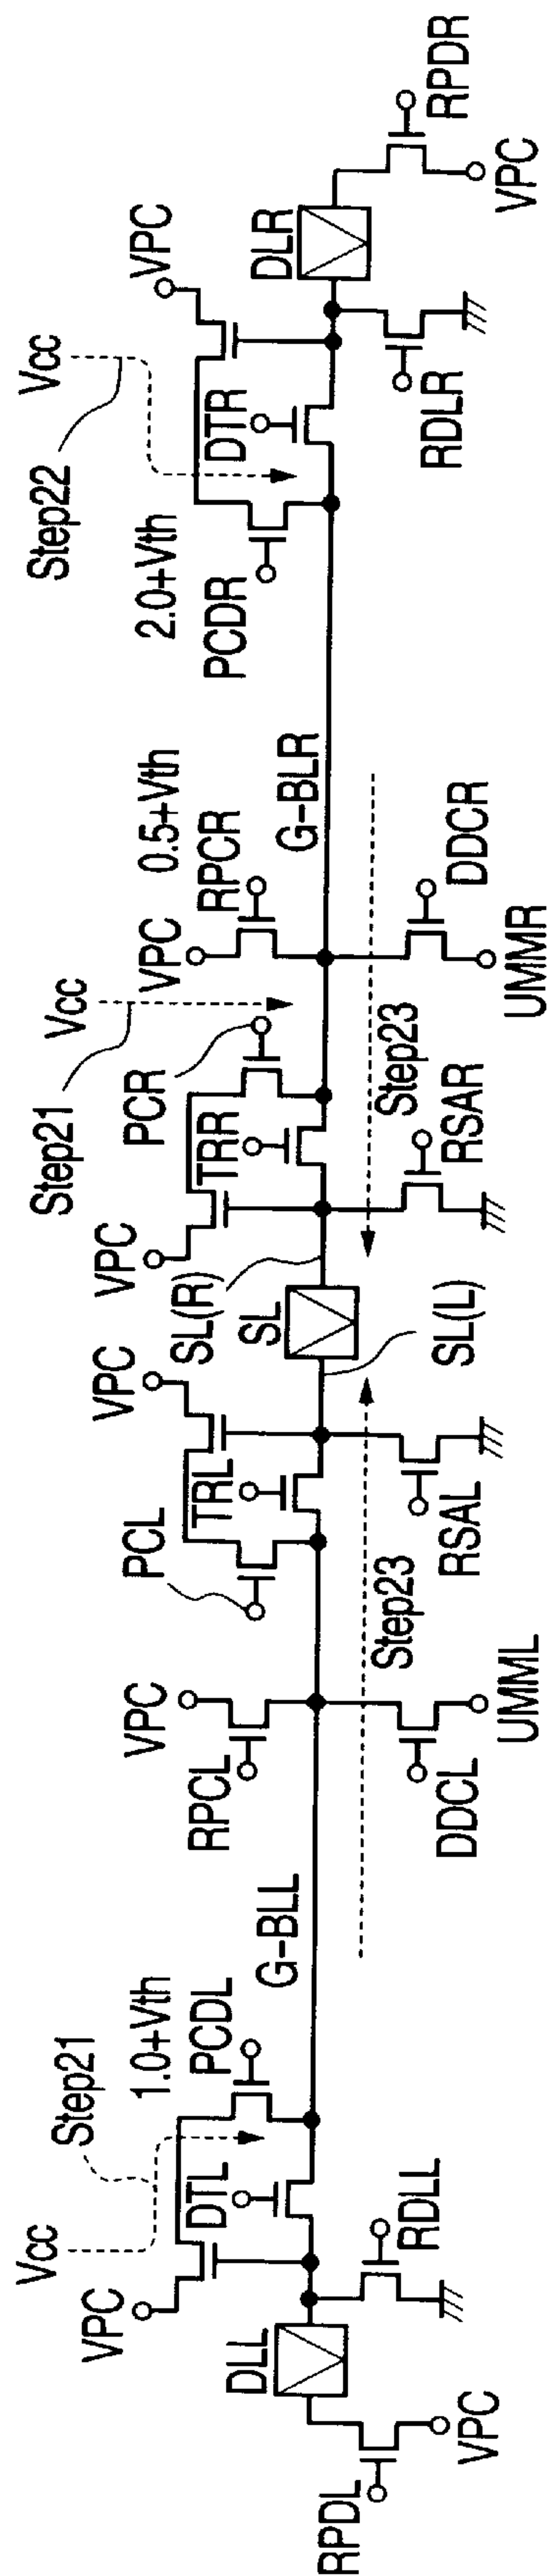 RPDL
VPC
DLL
VPC
Vcc
Step21
1.0+Vth
PCDL
DTL
RDLL
G-BLL
VPC
RPCL
DDCL
UMML
Step23
PCL
TRL
VPC
RSAL
SL(L)
SL
SL(R)
VPC
TRR
PCR
Step21
Vcc
RSAR
Step23
VPC
0.5+Vth
RPCR
DDCR
UMMR
G-BLR
2.0+Vth
PCDR
Step22
Vcc
DTR
VPC
RDLR
DLR
RPDR
VPC